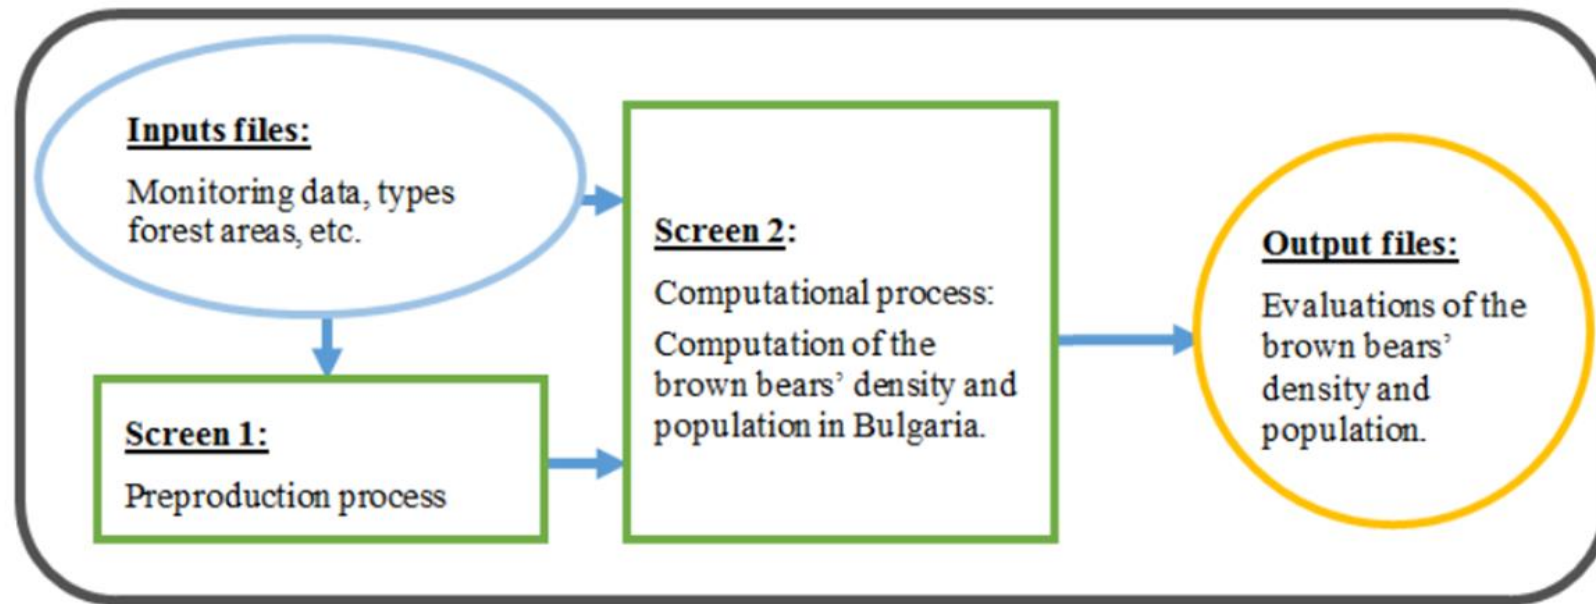 Inputs files:
Monitoring data, types
forest areas, etc.
Screen 1:
Preproduction process
Screen 2:
Computational process:
Computation of the
brown bears’ density and
population in Bulgaria.
Output files:
Evaluations of the
brown bears’
density and
population.